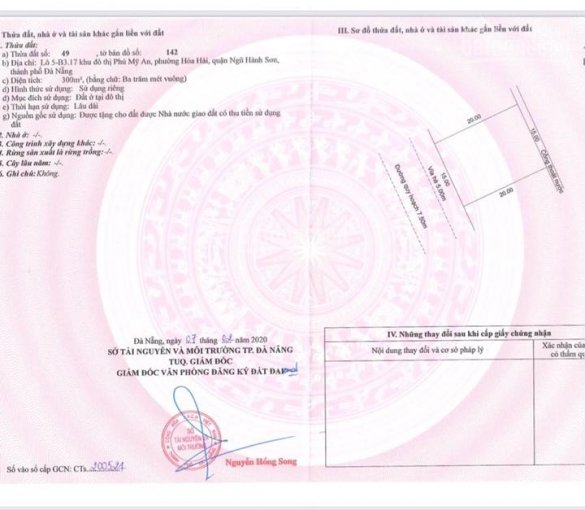 Thửa đất, nhà ở và tài sản khác gắn liền với đất
Thửa đất:
a) Thửa đất số: 49 , tờ bản đồ số: 142
b) Địa chỉ: Lô 5-B3.17 khu đô thị Phú Mỹ An, phường Hòa Hải, quận Ngũ Hành Sơn,
thành phố Đà Nẵng
c) Diện tích: 300m², (bằng chữ: Ba trăm mét vuông)
d) Hình thức sử dụng: Sử dụng riêng
đ) Mục đích sử dụng: Đất ở tại đô thị
e) Thời hạn sử dụng: Lâu dài
g) Nguồn gốc sử dụng: Được tặng cho đất được Nhà nước giao đất có thu tiền sử dụng
đất
2. Nhà ở: -/-.
3. Công trình xây dựng khác: -/-.
4. Rừng sản xuất là rừng trồng: -/-.
5. Cây lâu năm: -/-.
6. Ghi chú: Không.
Đà Nẵng, ngày 07 tháng năm 2020
SỞ TÀI NGUYÊN VÀ MÔI TRƯỜNG TP. ĐÀ NẴNG
TUQ. GIÁM ĐỐC
GIÁM ĐỐC VĂN PHÒNG ĐĂNG KÝ ĐẤT ĐAI
SỞ
TÀI NGUYÊN VÀ
MÔI TRƯỜNG
Nguyễn Hồng Song
Số vào sổ cấp GCN: CTs
III. Sơ đồ thửa đất, nhà ở và tài sản khác gắn liền với đất
20.00
15.00
Cống thoát nước
15.00
Vỉa hè 5.00m
Đường quy hoạch 7.50m
20.00
IV. Những thay đổi sau khi cấp giấy chứng nhận
Nội dung thay đổi và cơ sở pháp lý
Xác nhận của
có thẩm qu